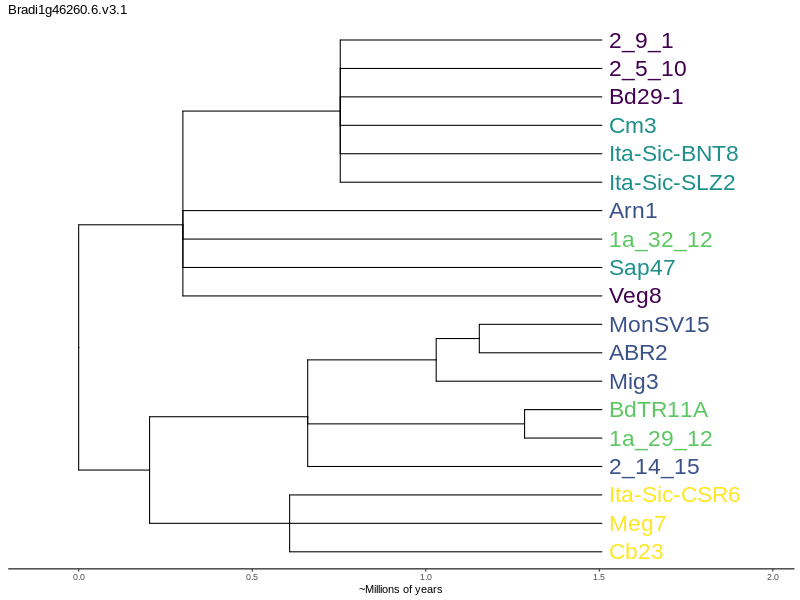 Bradi1g46260.6.v3.1
2_9_1
2_5_10
Bd29-1
Cm3
Ita-Sic-BNT8
Ita-Sic-SLZ2
Arn1
1a_32_12
Sap47
Veg8
MonSV15
ABR2
Mig3
BdTR11A
1a_29_12
2_14_15
Ita-Sic-CSR6
Meg7
Cb23
0.0 0.5 1.0 1.5 2.0
~Millions of years